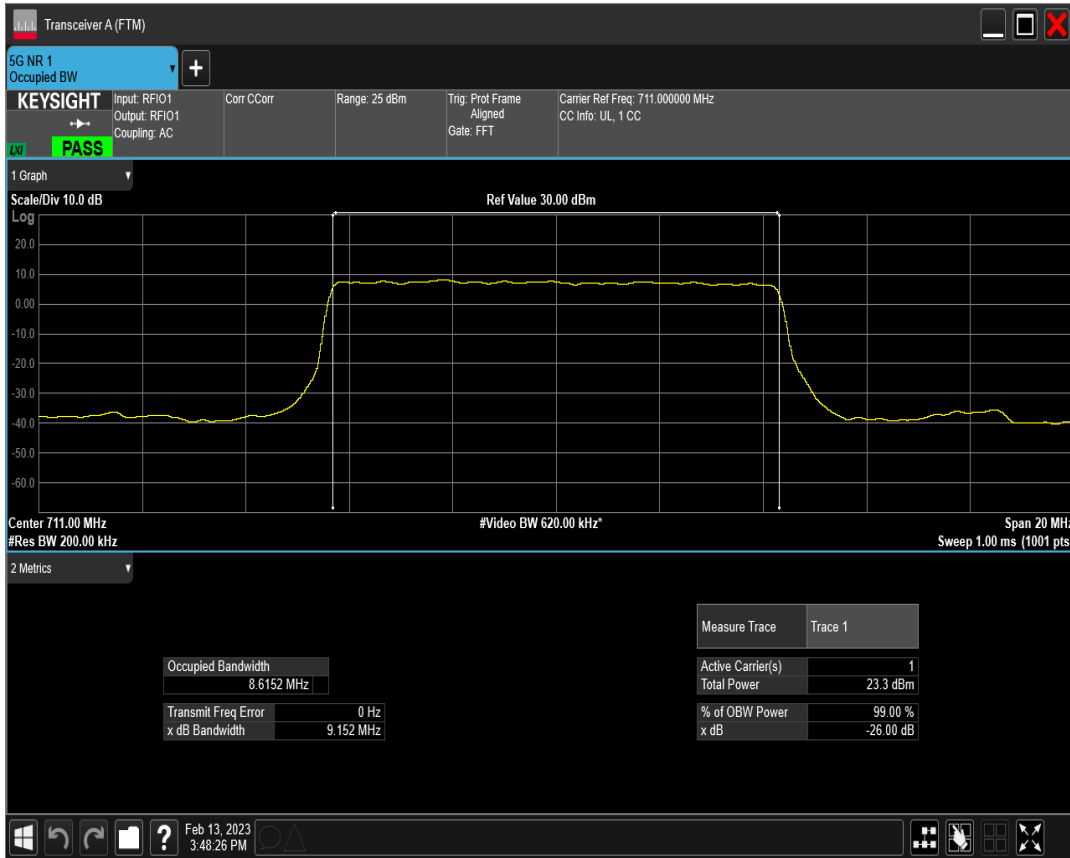 Transceiver A (FTM)
5G NR 1
Occupied BW
+
KEYSIGHT
LXI
PASS
Input: RFIO1
Output: RFIO1
Coupling: AC
Corr CCorr
Range: 25 dBm
Trig: Prot Frame
Aligned
Gate: FFT
Carrier Ref Freq: 711.000000 MHz
CC Info: UL, 1 CC
1 Graph
Scale/Div 10.0 dB
Ref Value 30.00 dBm
Log
20.0
10.0
0.00
-10.0
-20.0
-30.0
-40.0
-50.0
-60.0
Center 711.00 MHz
#Video BW 620.00 kHz*
Span 20 MHz
#Res BW 200.00 kHz
Sweep 1.00 ms (1001 pts
2 Metrics
Measure Trace Trace 1
Occupied Bandwidth
8.6152 MHz
Active Carrier(s) 1
Total Power 23.3 dBm
Transmit Freq Error 0 Hz
x dB Bandwidth 9.152 MHz
% of OBW Power 99.00 %
x dB -26.00 dB
?
Feb 13, 2023
3:48:26 PM